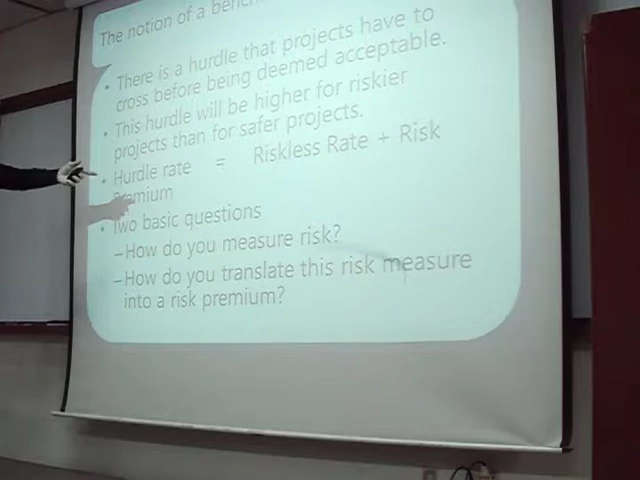 The notion of a
• There is a hurdle that projects have to
cross before being deemed acceptable.
• This hurdle will be higher for riskier
projects than for safer projects.
• Hurdle rate = Riskless Rate + Risk
Premium
• Two basic questions
–How do you measure risk?
–How do you translate this risk measure
into a risk premium?